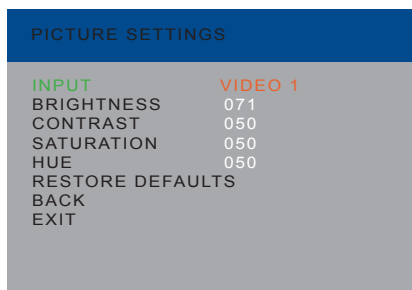 PICTURE SETTINGS
INPUT VIDEO 1
BRIGHTNESS 071
CONTRAST 050
SATURATION 050
HUE 050
RESTORE DEFAULTS
BACK
EXIT